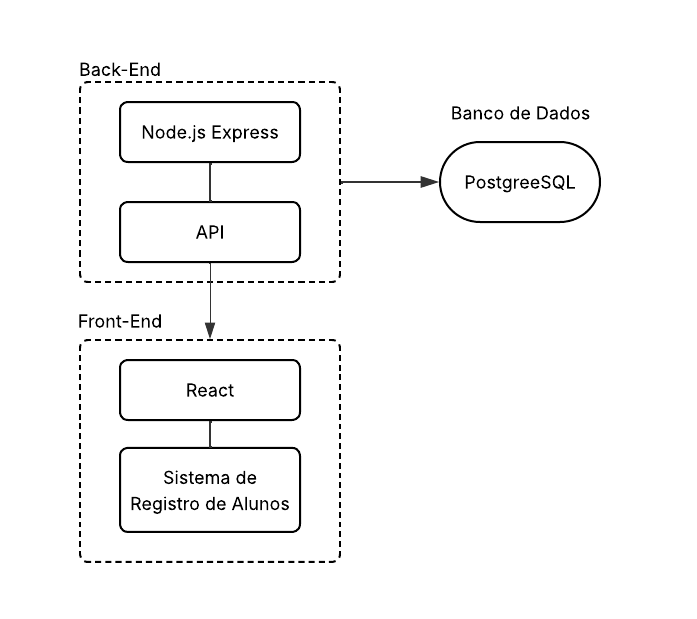 Back-End
Node.js Express
API
Banco de Dados
PostgreeSQL
Front-End
React
Sistema de
Registro de Alunos